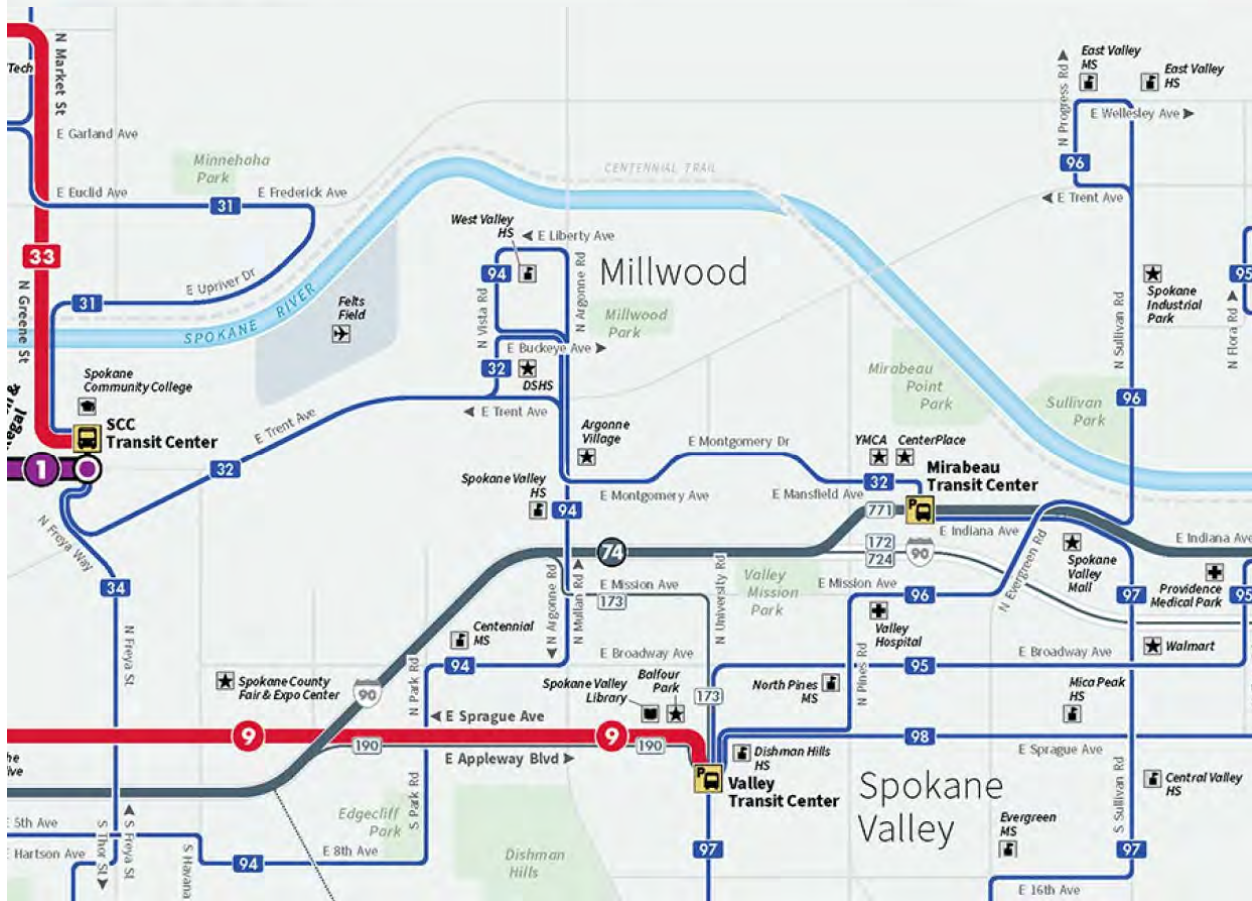 N Market St
Tech
E Garland Ave
Minnehoha
Park
E Euclid Ave
31
E Frederick Ave
33
E Upriver Dr
31
N Greene St
SPOKANE RIVER
Felts
Field
CENTENNIAL TRAIL
West Valley
HS
E Liberty Ave
94
N Vista Rd
N Argonne Rd
Millwood
Millwood
Park
E Buckeye Ave
32
DSHS
East Valley
MS
East Valley
HS
N Progress Rd
E Wellesley Ave
96
E Trent Ave
95
Spokane
Industrial
Park
N Sullivan Rd
N Flora Rd
Mirabeau
Point
Park
Sullivan
Park
96
Spokane
Community College
SCC
Transit Center
1
E Trent Ave
E Trent Ave
32
Argonne
Village
E Montgomery Dr
YMCA
CenterPlace
Mirabeau
Transit Center
Spokane Valley
HS
94
E Montgomery Ave
E Mansfield Ave
32
P
771
E Indiana Ave
E Indiana Ave
N Freya Way
34
74
172
724
90
N Evergreen Rd
Spokane
Valley
Mall
N Argonne Rd
N Mullan Rd
E Mission Ave
173
N University Rd
Valley
Mission
Park
E Mission Ave
96
97
Providence
Medical Park
95
N Freya St
Centennial
MS
94
E Broadway Ave
Valley
Hospital
95
E Broadway Ave
Walmart
Spokane County
Fair & Expo Center
90
N Park Rd
Spokane Valley
Library
Balfour
Park
173
North Pines
MS
N Pines Rd
Mica Peak
HS
9
E Sprague Ave
9
190
E Appleway Blvd
190
98
E Sprague Ave
Dishman Hills
HS
P
Valley
Transit Center
Spokane
Valley
N Sullivan Rd
S Sullivan Rd
Central Valley
HS
the
ive
Edgecliff
Park
S Park Rd
E 5th Ave
E Hartson Ave
S Thor St
S Freya St
S Havana
94
E 8th Ave
Dishman
Hills
97
Evergreen
MS
97
E 16th Ave